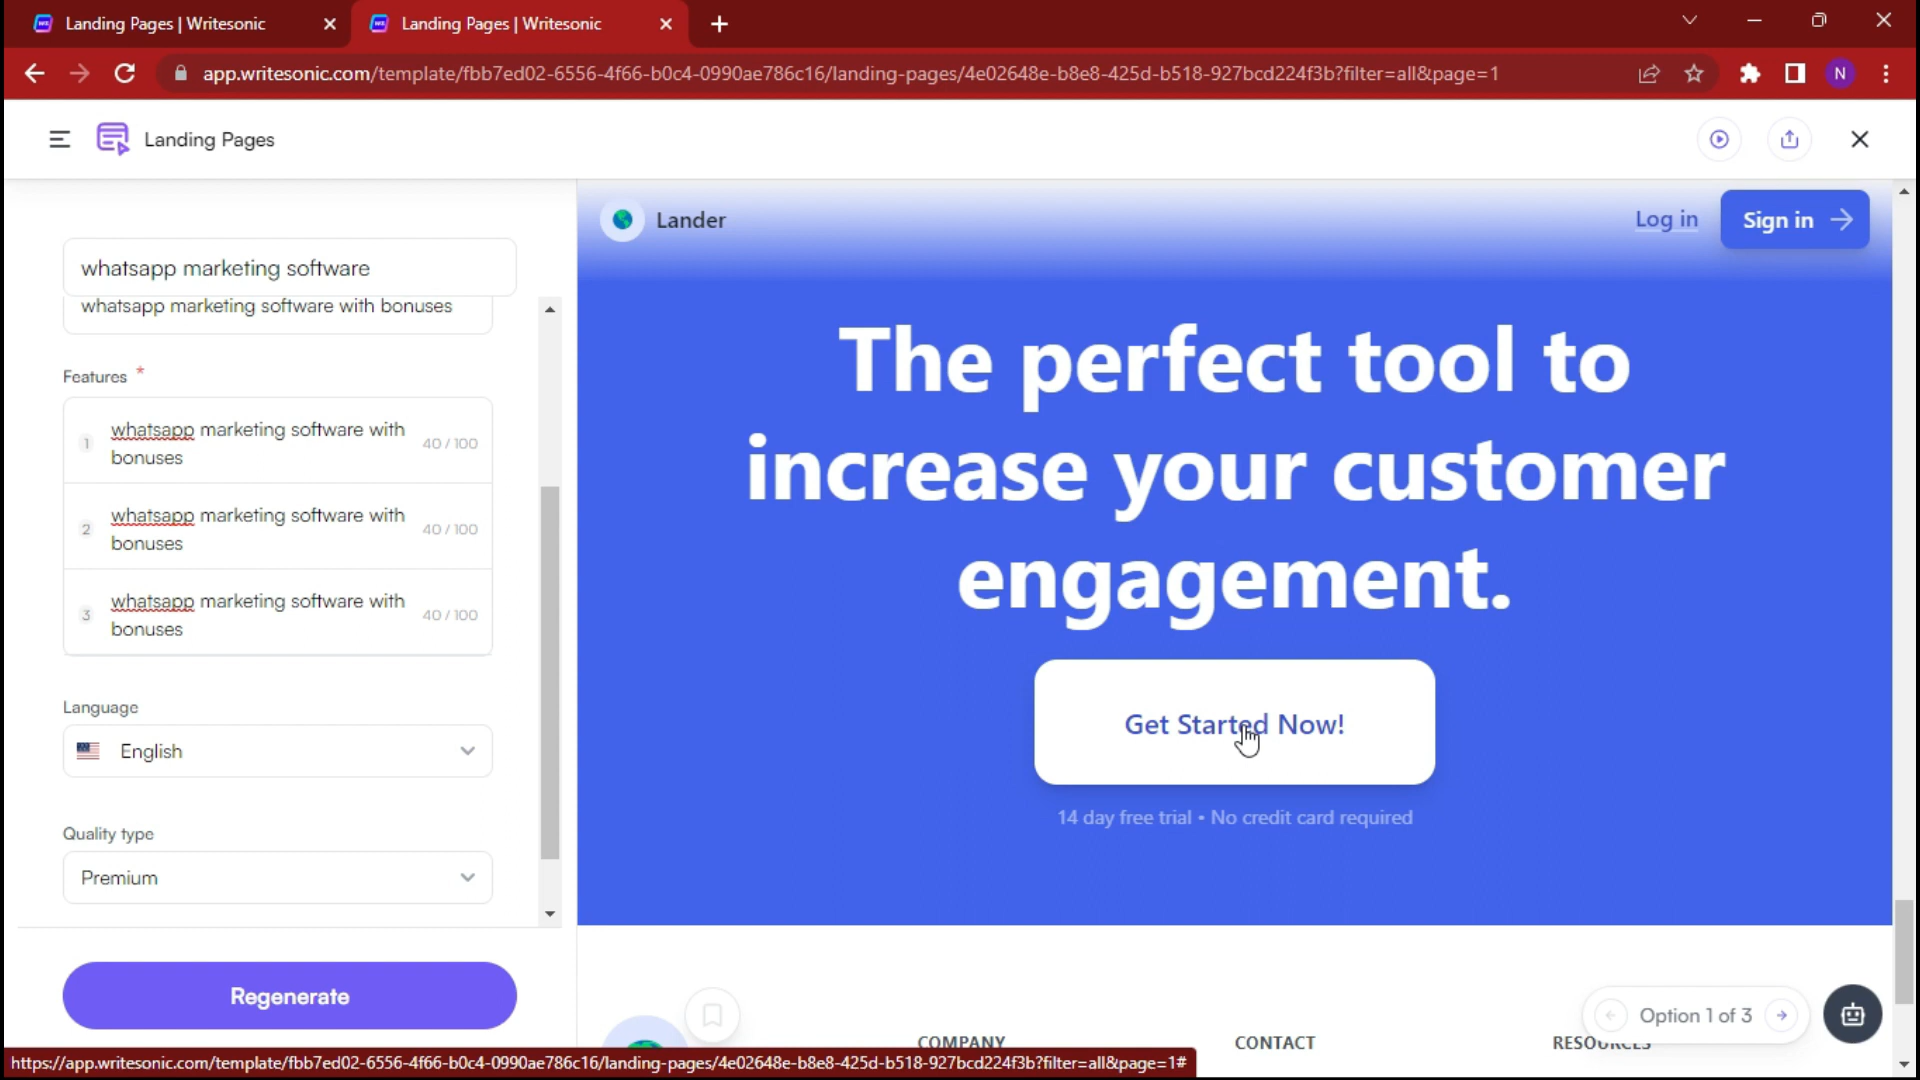 Landing Pages | Writesonic
Landing Pages | Writesonic
app.writesonic.com/template/fbb7ed02-6556-4f66-b0c4-0990ae786c16/landing-pages/4e02648e-b8e8-425d-b518-927bcd224f3b?filter=all&page=1
N
Landing Pages
whatsapp marketing software
whatsapp marketing software with bonuses
Features *
1 whatsapp marketing software with
bonuses
40 / 100
2 whatsapp marketing software with
bonuses
40 / 100
3 whatsapp marketing software with
bonuses
40 / 100
Language
English
Quality type
Premium
Regenerate
Lander
Log in
Sign in
The perfect tool to
increase your customer
engagement.
Get Started Now!
14 day free trial • No credit card required
COMPANY
CONTACT
RESOURCES
Option 1 of 3
https://app.writesonic.com/template/fbb7ed02-6556-4f66-b0c4-0990ae786c16/landing-pages/4e02648e-b8e8-425d-b518-927bcd224f3b?filter=all&page=1#